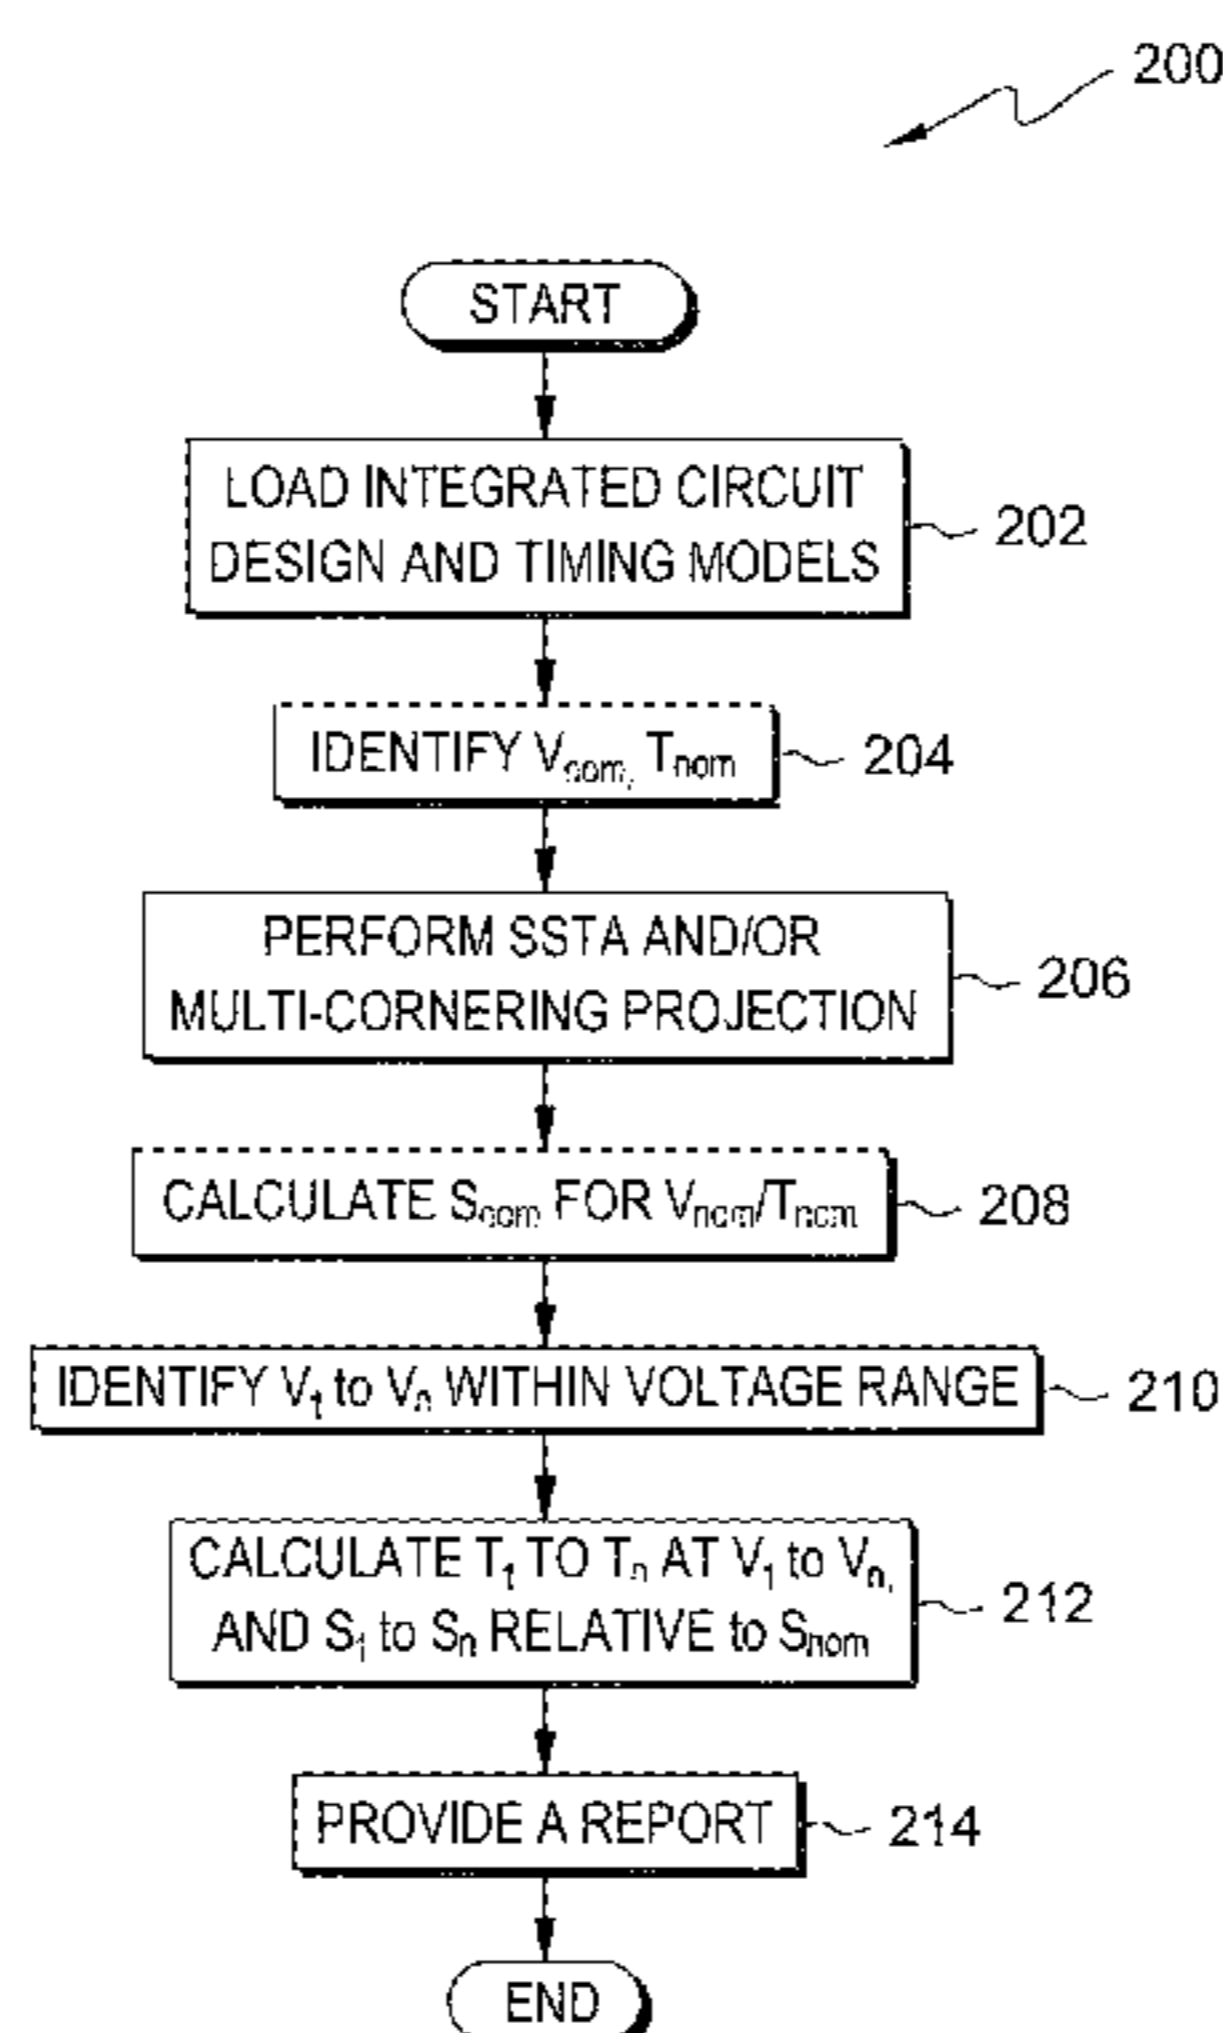 200
START
LOAD INTEGRATED CIRCUIT
DESIGN AND TIMING MODELS
202
IDENTIFY Vnom, Tnom
204
PERFORM SSTA AND/OR
MULTI-CORNERING PROJECTION
206
CALCULATE Snom FOR Vnom/Tnom
208
IDENTIFY V1 to Vn WITHIN VOLTAGE RANGE
210
CALCULATE T1 TO Tn AT V1 to Vn,
AND S1 to Sn RELATIVE to Snom
212
PROVIDE A REPORT
214
END